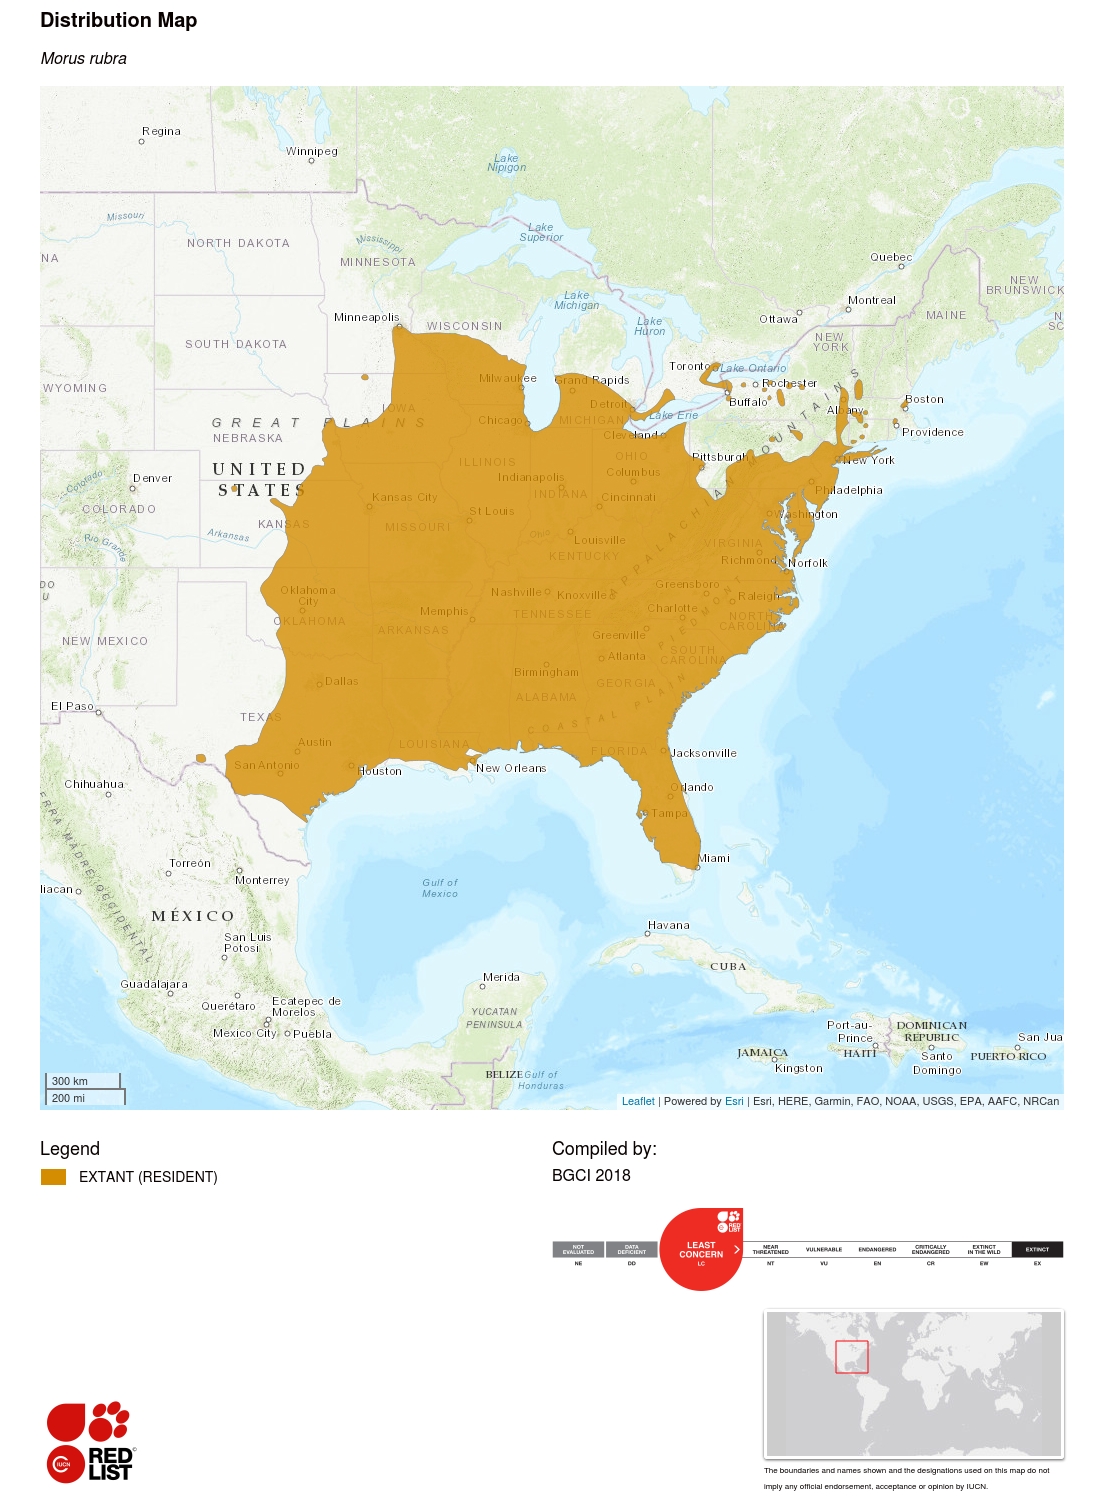 Distribution Map
Morus rubra
Regina
Winnipeg
Lake
Nipigon
Missouri
NORTH DAKOTA
Mississippi
MINNESOTA
Lake
Superior
NA
Quebec
NEW
BRUNSWICK
Lake
Michigan
Montreal
Minneapolis
WISCONSIN
Lake
Huron
Ottawa
MAINE
N
SC
SOUTH DAKOTA
NEW
YORK
Toronto
Lake Ontario
WYOMING
Milwaukee
Grand Rapids
Rochester
IOWA
Detroit
Buffalo
Albany
Boston
GREAT PLAINS
Chicago
MICHIGAN
Lake Erie
NEBRASKA
Cleveland
Providence
UNITED
STATES
ILLINOIS
OHIO
Pittsburgh
New York
Denver
Colorado
Indianapolis
Columbus
Philadelphia
COLORADO
Kansas City
INDIANA
Cincinnati
APPALACHIAN MOUNTAINS
KANSAS
St Louis
Washington
Arkansas
MISSOURI
Ohio
Louisville
VIRGINIA
Rio Grande
KENTUCKY
Richmond
Norfolk
DO
U
Oklahoma
City
Nashville
Knoxville
Greensboro
Raleigh
OKLAHOMA
Memphis
TENNESSEE
Charlotte
NORTH
CAROLINA
ARKANSAS
Greenville
PIEDMONT
NEW MEXICO
Atlanta
SOUTH
CAROLINA
Dallas
Birmingham
GEORGIA
El Paso
ALABAMA
TEXAS
COASTAL PLAIN
Austin
LOUISIANA
FLORIDA
Jacksonville
San Antonio
Houston
New Orleans
Chihuahua
Orlando
Tampa
SIERRA MADRE OCCIDENTAL
Torreón
Monterrey
Miami
liacan
Gulf of
Mexico
MÉXICO
Havana
San Luis
Potosi
CUBA
Guadalajara
Merida
Querétaro
Ecatepec de
Morelos
YUCATAN
PENINSULA
Mexico City
Puebla
Port-au-
Prince
DOMINICAN
REPUBLIC
San Jua
JAMAICA
HAITI
Santo
Domingo
PUERTO RICO
Kingston
BELIZE
Gulf of
Honduras
300 km
200 mi
Leaflet | Powered by Esri | Esri, HERE, Garmin, FAO, NOAA, USGS, EPA, AAFC, NRCan
Legend
EXTANT (RESIDENT)
Compiled by:
BGCI 2018
RED
LIST
NOT
EVALUATED
NE
DATA
DEFICIENT
DD
LEAST
CONCERN
LC
NEAR
THREATENED
NT
VULNERABLE
VU
ENDANGERED
EN
CRITICALLY
ENDANGERED
CR
EXTINCT
IN THE WILD
EW
EXTINCT
EX
IUCN
RED
LIST
The boundaries and names shown and the designations used on this map do not
imply any official endorsement, acceptance or opinion by IUCN.